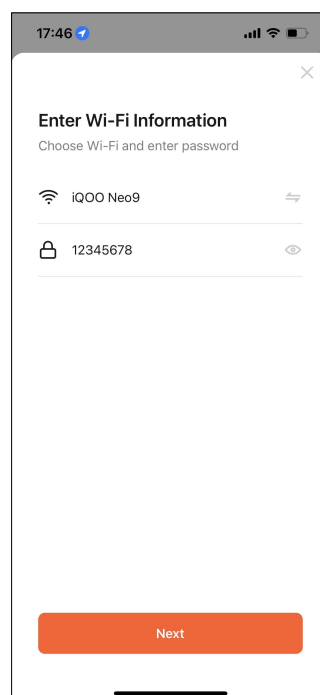 17:46
Enter Wi-Fi Information
Choose Wi-Fi and enter password
iQOO Neo9
12345678
Next